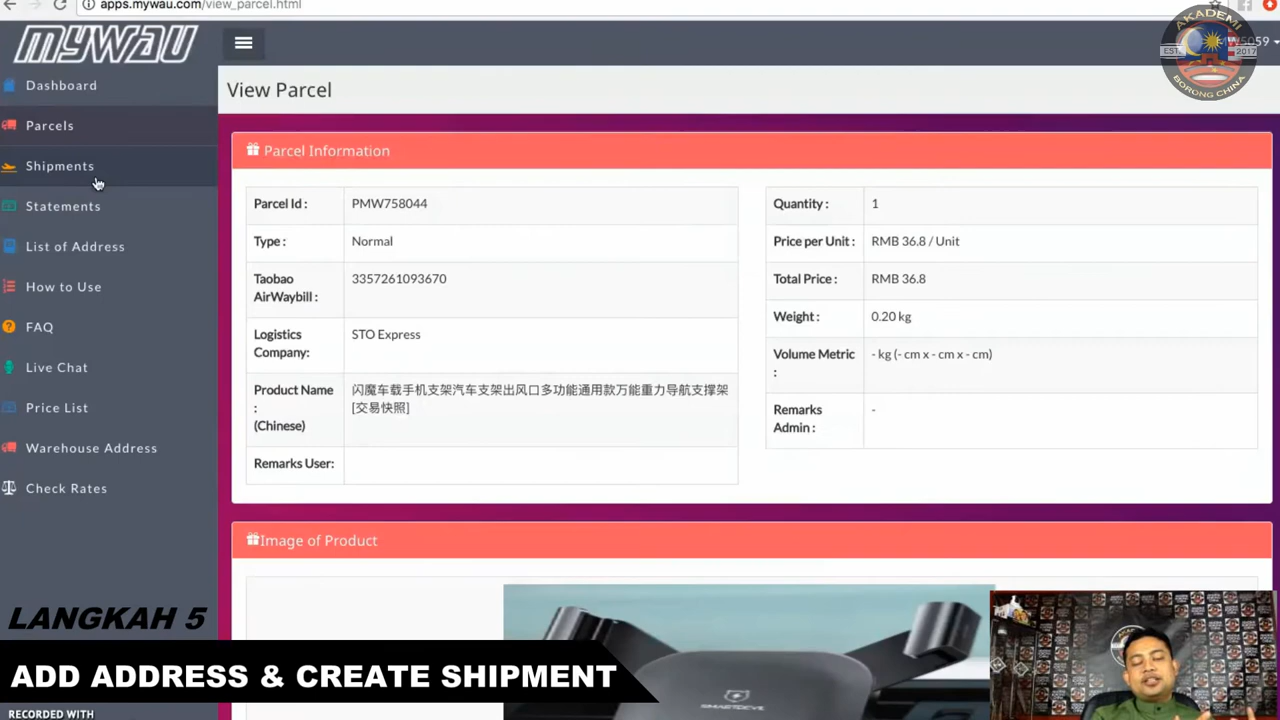 apps.mywau.com/view_parcel.html
MYWAU
AKADEMI
EST. 2017
BORONG CHINA
5059
Dashboard
Parcels
Shipments
Statements
List of Address
How to Use
FAQ
Live Chat
Price List
Warehouse Address
Check Rates
View Parcel
Parcel Information
Parcel Id : PMW758044
Type : Normal
Taobao 3357261093670
AirWaybill :
Logistics STO Express
Company:
Product Name 闪魔车载手机支架汽车支架出风口多功能通用款万能重力导航支撑架
: [交易快照]
(Chinese)
Remarks User:
Quantity : 1
Price per Unit : RMB 36.8 / Unit
Total Price : RMB 36.8
Weight : 0.20 kg
Volume Metric - kg (- cm x - cm x - cm)
:
Remarks -
Admin :
Image of Product
SMARTDEVIL
LANGKAH 5
ADD ADDRESS & CREATE SHIPMENT
RECORDED WITH